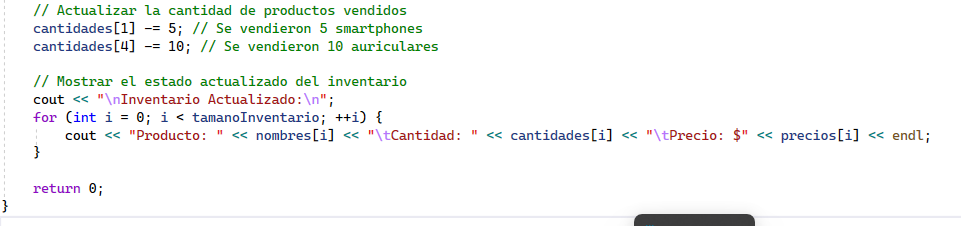 // Actualizar la cantidad de productos vendidos
cantidades[1] -= 5; // Se vendieron 5 smartphones
cantidades[4] -= 10; // Se vendieron 10 auriculares
// Mostrar el estado actualizado del inventario
cout << "\nInventario Actualizado:\n";
for (int i = 0; i < tamanoInventario; ++i) {
cout << "Producto: " << nombres[i] << "\tCantidad: " << cantidades[i] << "\tPrecio: $" << precios[i] << endl;
}
return 0;
}